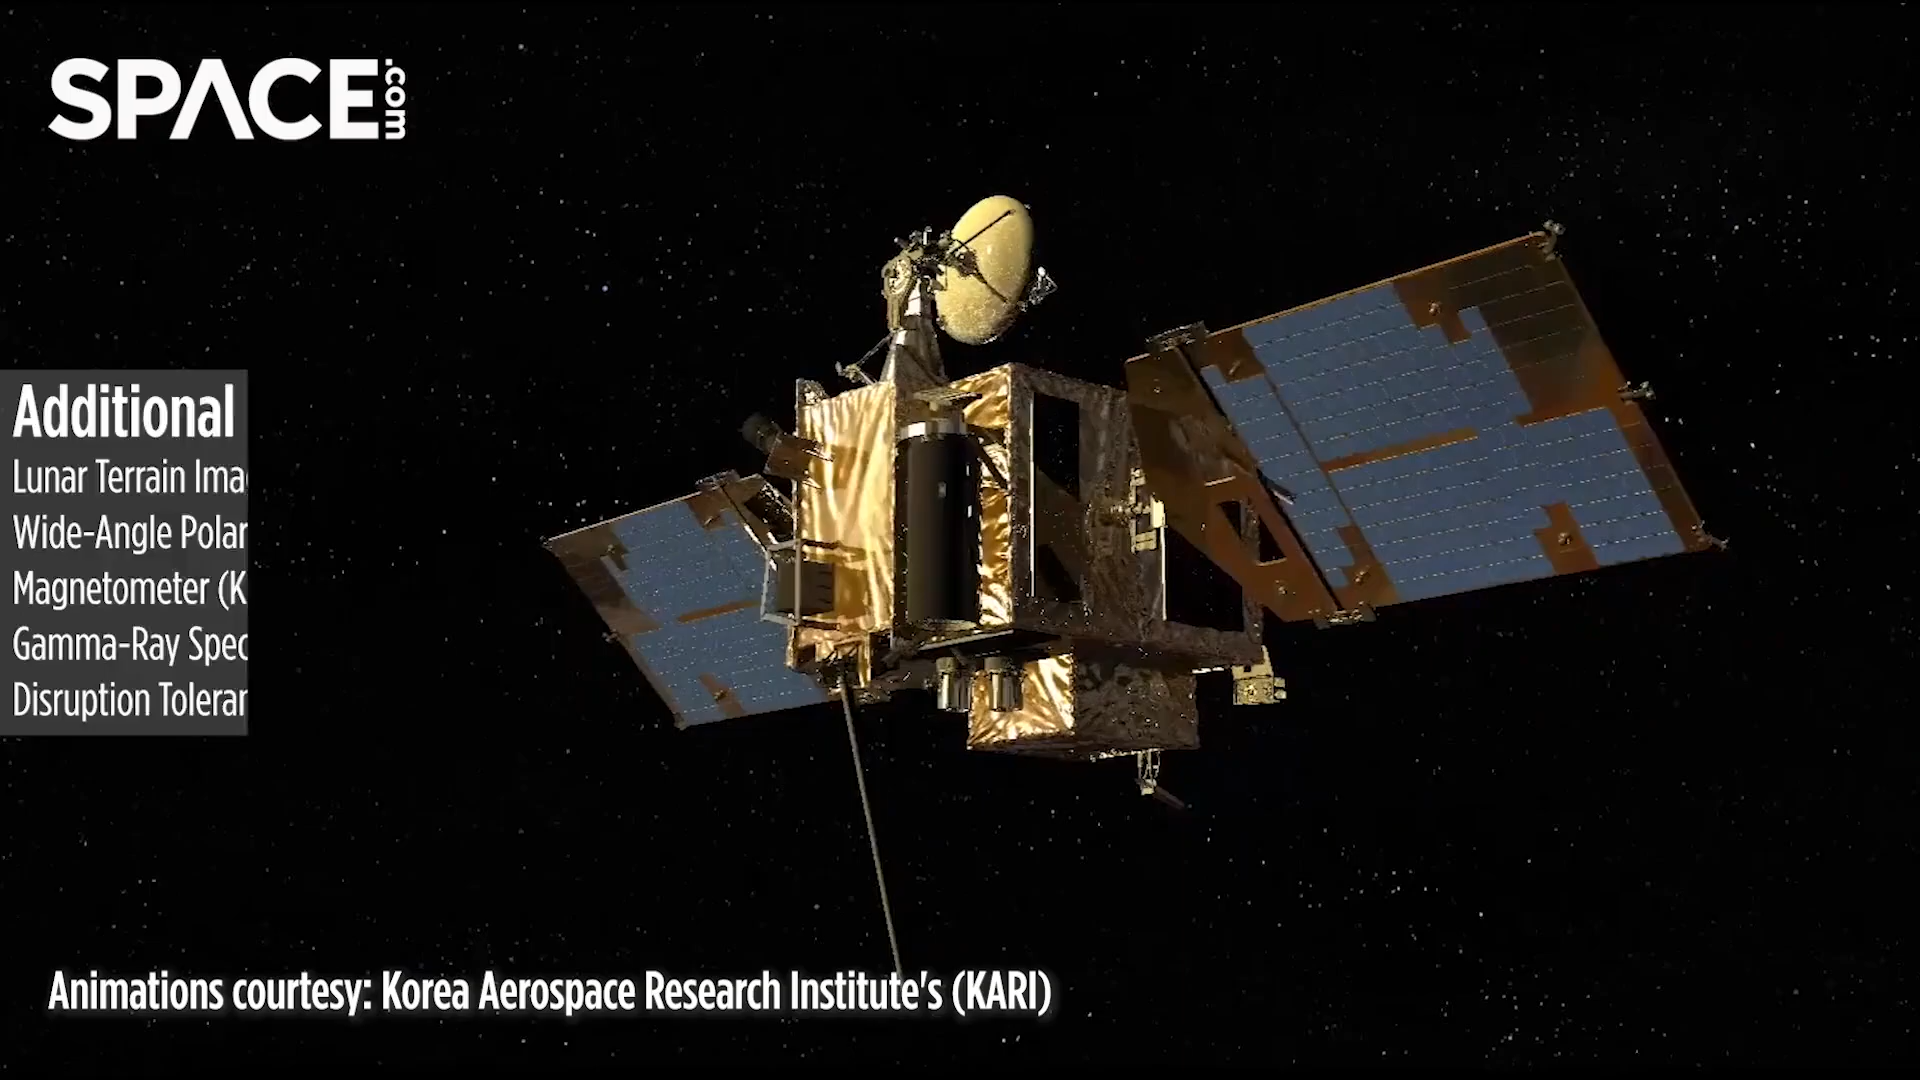 SPACE.com
Additional
Lunar Terrain Ima
Wide-Angle Polar
Magnetometer (K
Gamma-Ray Spec
Disruption Toleran
Animations courtesy: Korea Aerospace Research Institute's (KARI)